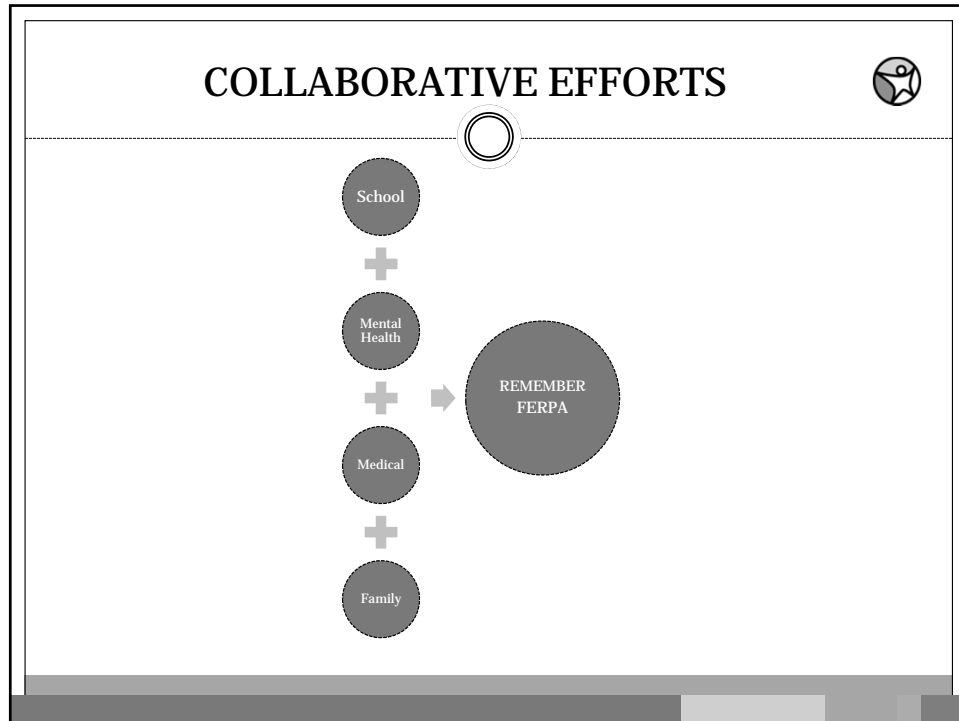 COLLABORATIVE EFFORTS
School
Mental
Health
Medical
Family
REMEMBER
FERPA